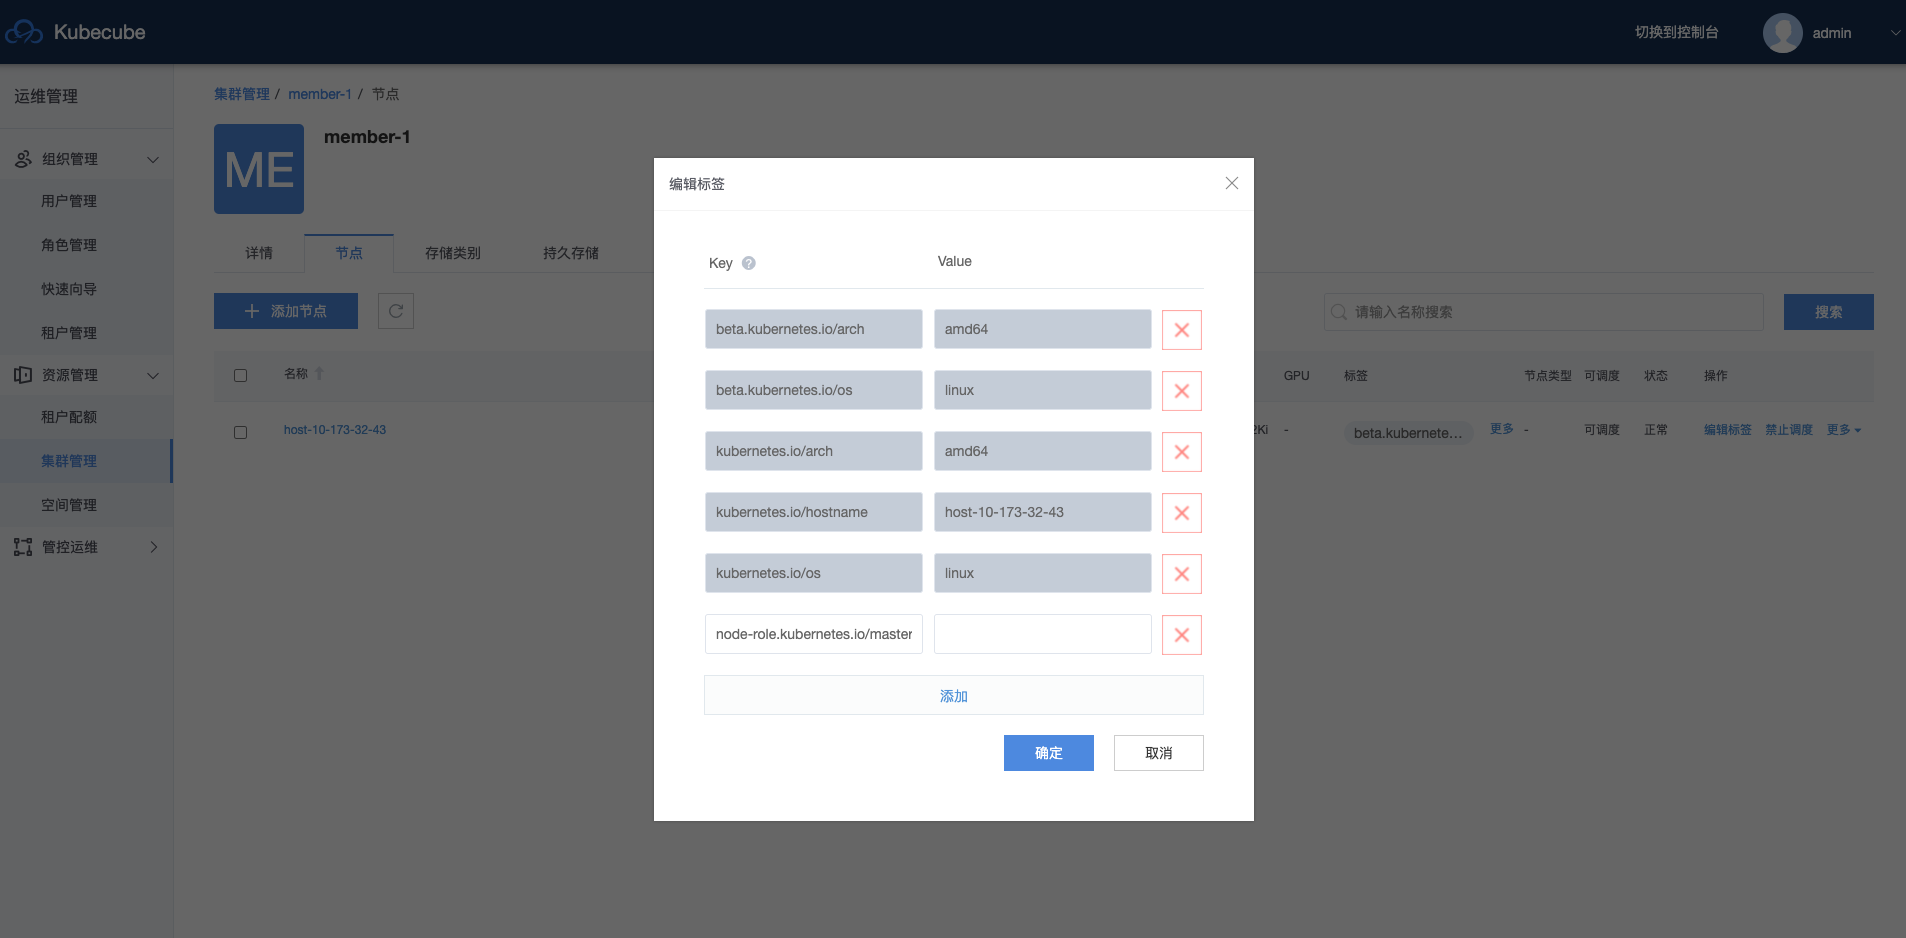 Kubecube
切换到控制台
admin
运维管理
组织管理
用户管理
角色管理
快速向导
租户管理
资源管理
租户配额
集群管理
空间管理
管控运维
集群管理 / member-1 / 节点
ME
member-1
详情
节点
存储类别
持久存储
添加节点
请输入名称搜索
搜索
名称
GPU
标签
节点类型
可调度
状态
操作
host-10-173-32-43
2Ki
-
beta.kubernete...
更多
-
可调度
正常
编辑标签
禁止调度
更多
编辑标签
Key
Value
beta.kubernetes.io/arch
amd64
beta.kubernetes.io/os
linux
kubernetes.io/arch
amd64
kubernetes.io/hostname
host-10-173-32-43
kubernetes.io/os
linux
node-role.kubernetes.io/master
添加
确定
取消